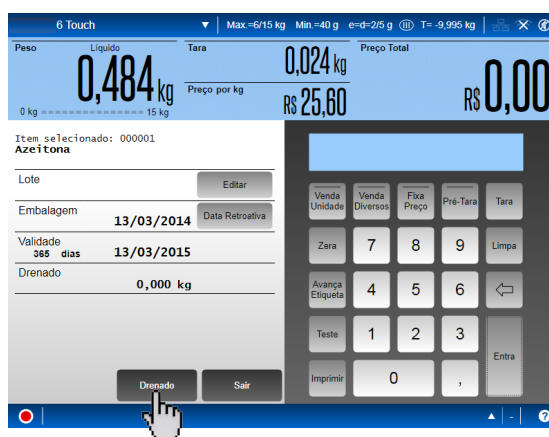 6 Touch ▼ Max.=6/15 kg Min.=40 g e=d=2/5 g (III) T= -9,995 kg
Peso Líquido Tara Preço Total
0,484 kg
0,024 kg
Preço por kg
R$ 25,60
R$ 0,00
0 kg 15 kg
Item selecionado: 000001
Azeitona
Lote Editar
Embalagem 13/03/2014 Data Retroativa
Validade
365 dias 13/03/2015
Drenado
0,000 kg
Drenado Sair
Venda Unidade Venda Diversos Fixa Preço Pré-Tara Tara
Zera 7 8 9 Limpa
Avança Etiqueta 4 5 6
Teste 1 2 3
Entra
Imprimir 0 ,
- ?